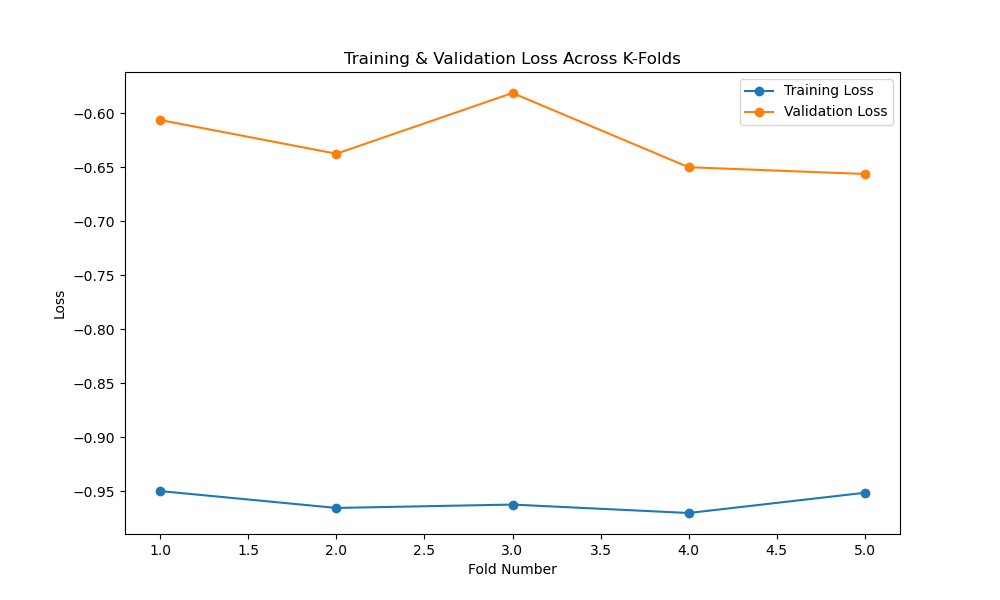 Training & Validation Loss Across K-Folds
Training Loss
Validation Loss
−0.60
−0.65
−0.70
−0.75
−0.80
−0.85
−0.90
−0.95
Loss
1.0 1.5 2.0 2.5 3.0 3.5 4.0 4.5 5.0
Fold Number